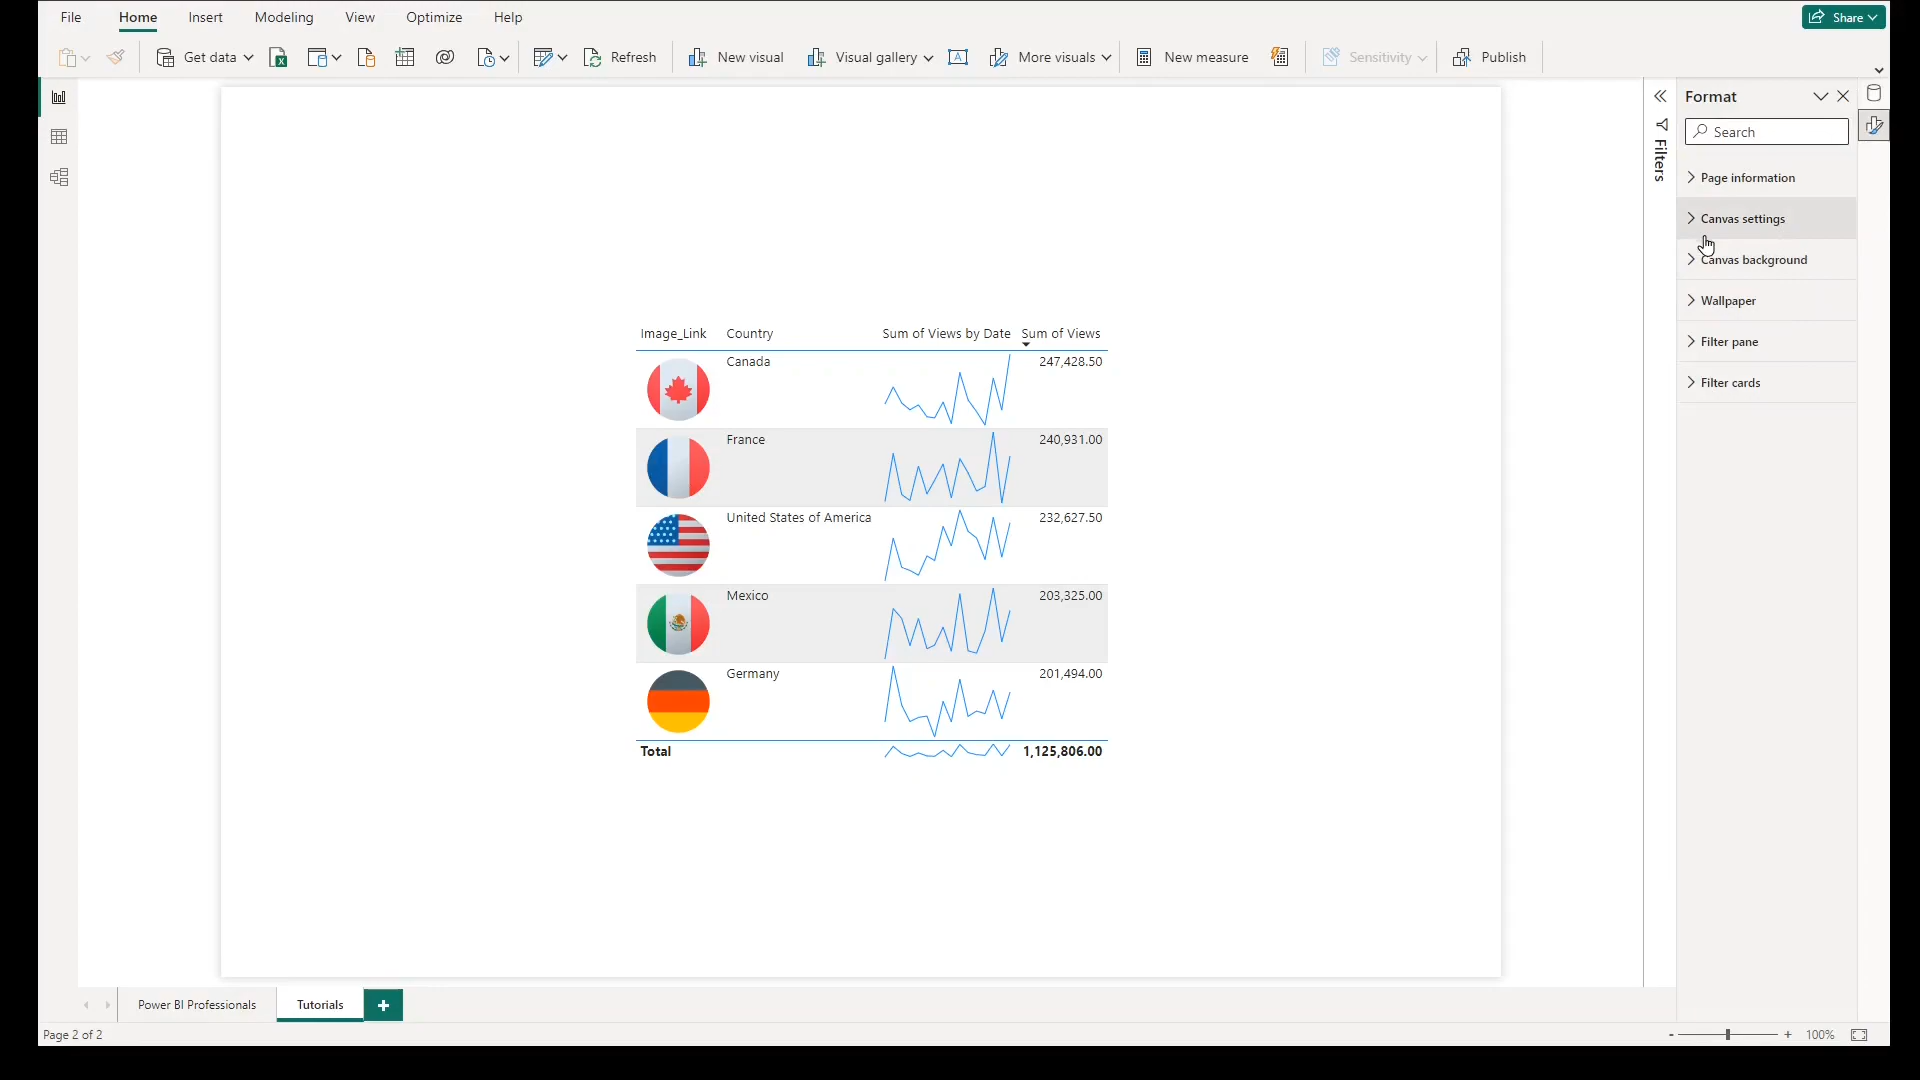 File Home Insert Modeling View Optimize Help Share
Get data Refresh New visual Visual gallery More visuals New measure Sensitivity Publish
Format
Search
Filters
Page information
Canvas settings
Canvas background
Wallpaper
Filter pane
Filter cards
Image_Link Country Sum of Views by Date Sum of Views
Canada 247,428.50
France 240,931.00
United States of America 232,627.50
Mexico 203,325.00
Germany 201,494.00
Total 1,125,806.00
Power BI Professionals Tutorials +
Page 2 of 2 - + 100%